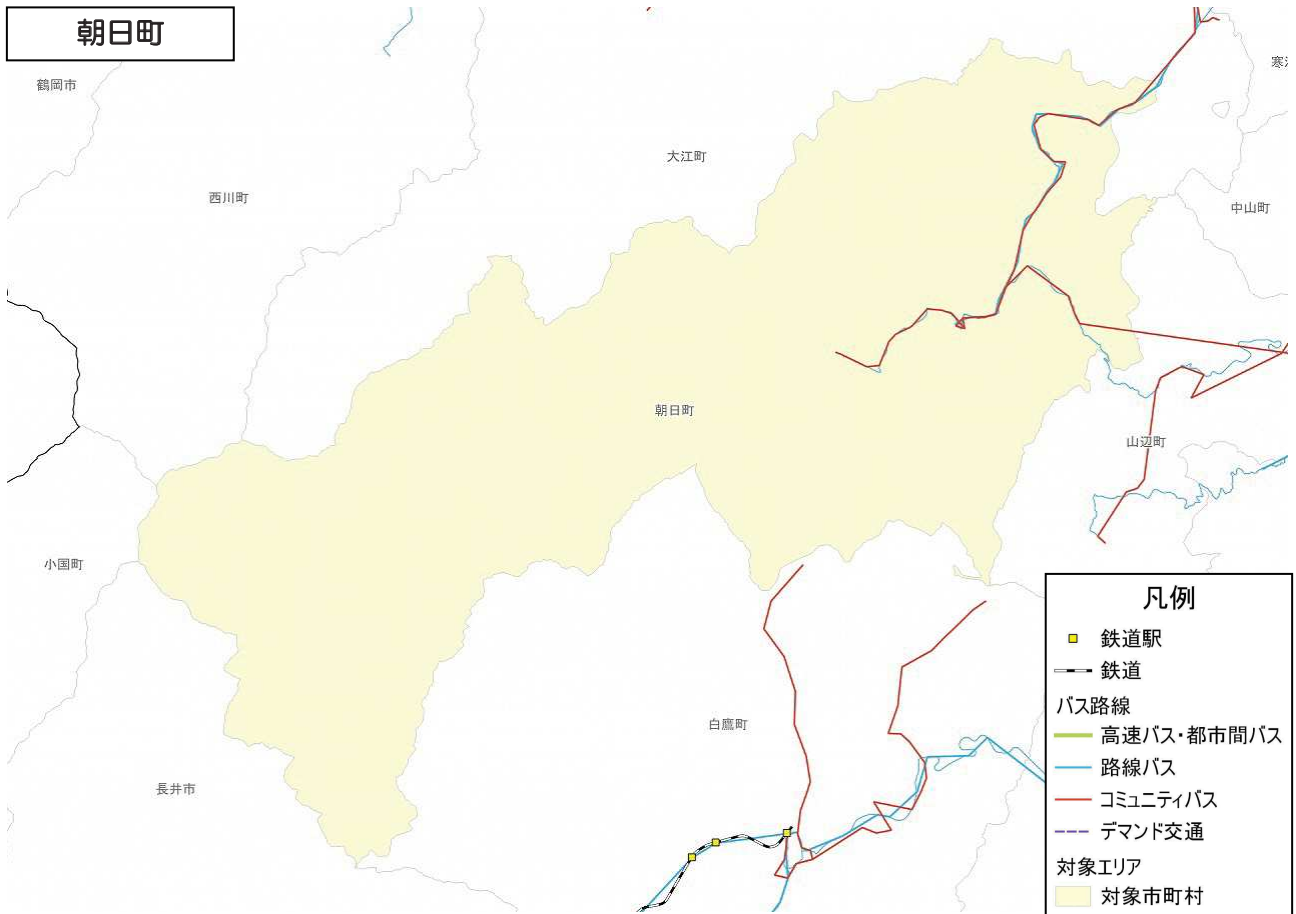 朝日町
鶴岡市
寒
大江町
西川町
中山町
朝日町
山辺町
小国町
白鷹町
長井市
凡例
鉄道駅
鉄道
バス路線
高速バス・都市間バス
路線バス
コミュニティバス
デマンド交通
対象エリア
対象市町村